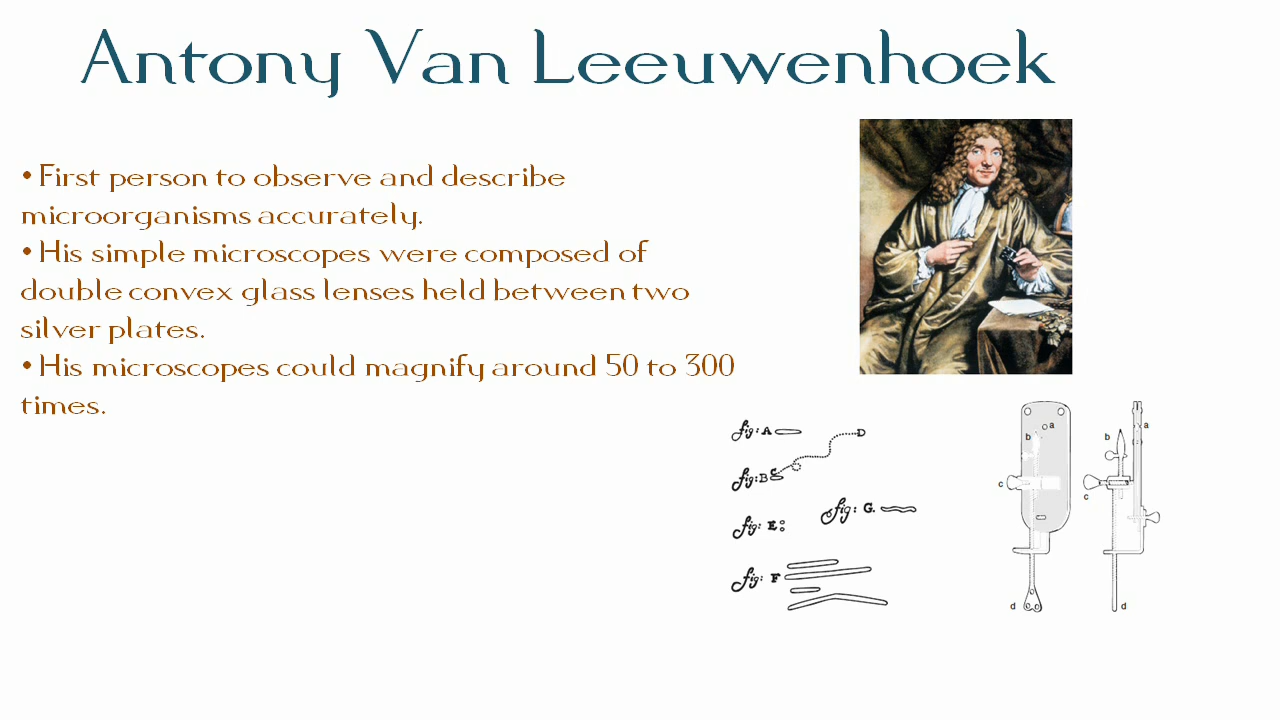 Antony Van Leeuwenhoek
• First person to observe and describe
microorganisms accurately.
• His simple microscopes were composed of
double convex glass lenses held between two
silver plates.
• His microscopes could magnify around 50 to 300
times.
fig: A
D
fig: B C
fig: G.
fig: E
fig: F
a
b
c
d
a
b
c
d